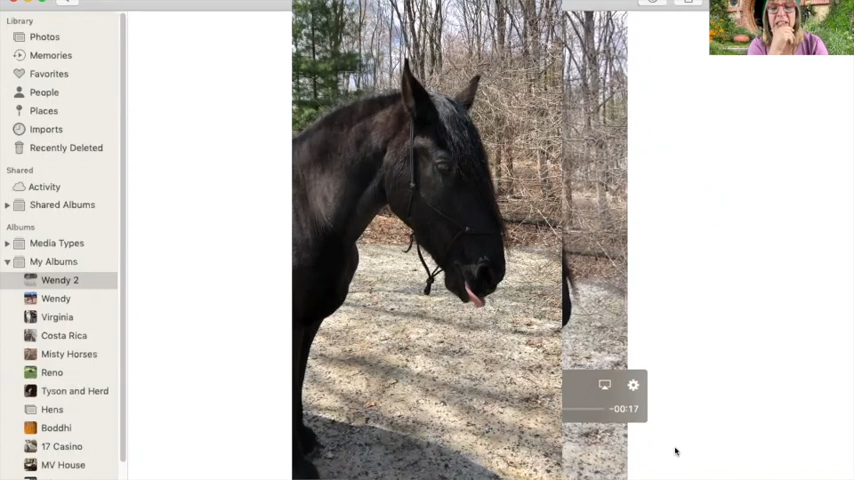 Library
Photos
Memories
Favorites
People
Places
Imports
Recently Deleted
Shared
Activity
Shared Albums
Albums
Media Types
My Albums
Wendy 2
Wendy
Virginia
Costa Rica
Misty Horses
Reno
Tyson and Herd
Hens
Boddhi
17 Casino
MV House
-00:17